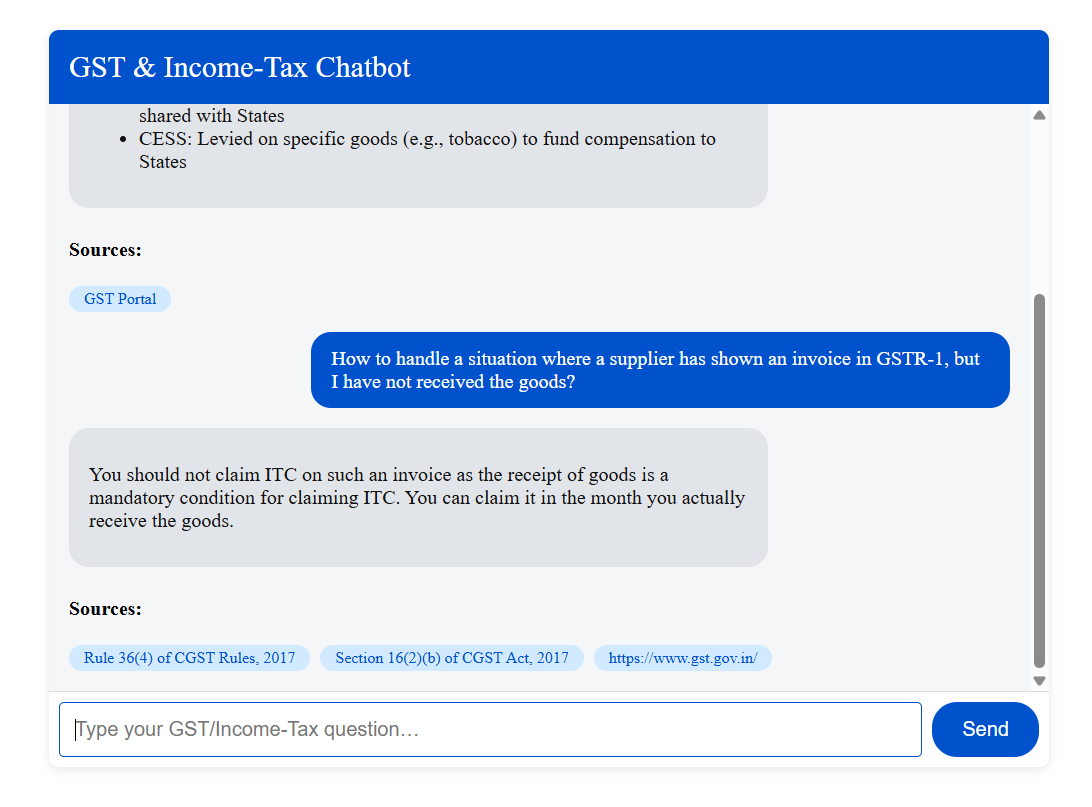 GST & Income-Tax Chatbot
shared with States
• CESS: Levied on specific goods (e.g., tobacco) to fund compensation to
States
Sources:
GST Portal
How to handle a situation where a supplier has shown an invoice in GSTR-1, but
I have not received the goods?
You should not claim ITC on such an invoice as the receipt of goods is a
mandatory condition for claiming ITC. You can claim it in the month you actually
receive the goods.
Sources:
Rule 36(4) of CGST Rules, 2017 Section 16(2)(b) of CGST Act, 2017 https://www.gst.gov.in/
Type your GST/Income-Tax question… Send